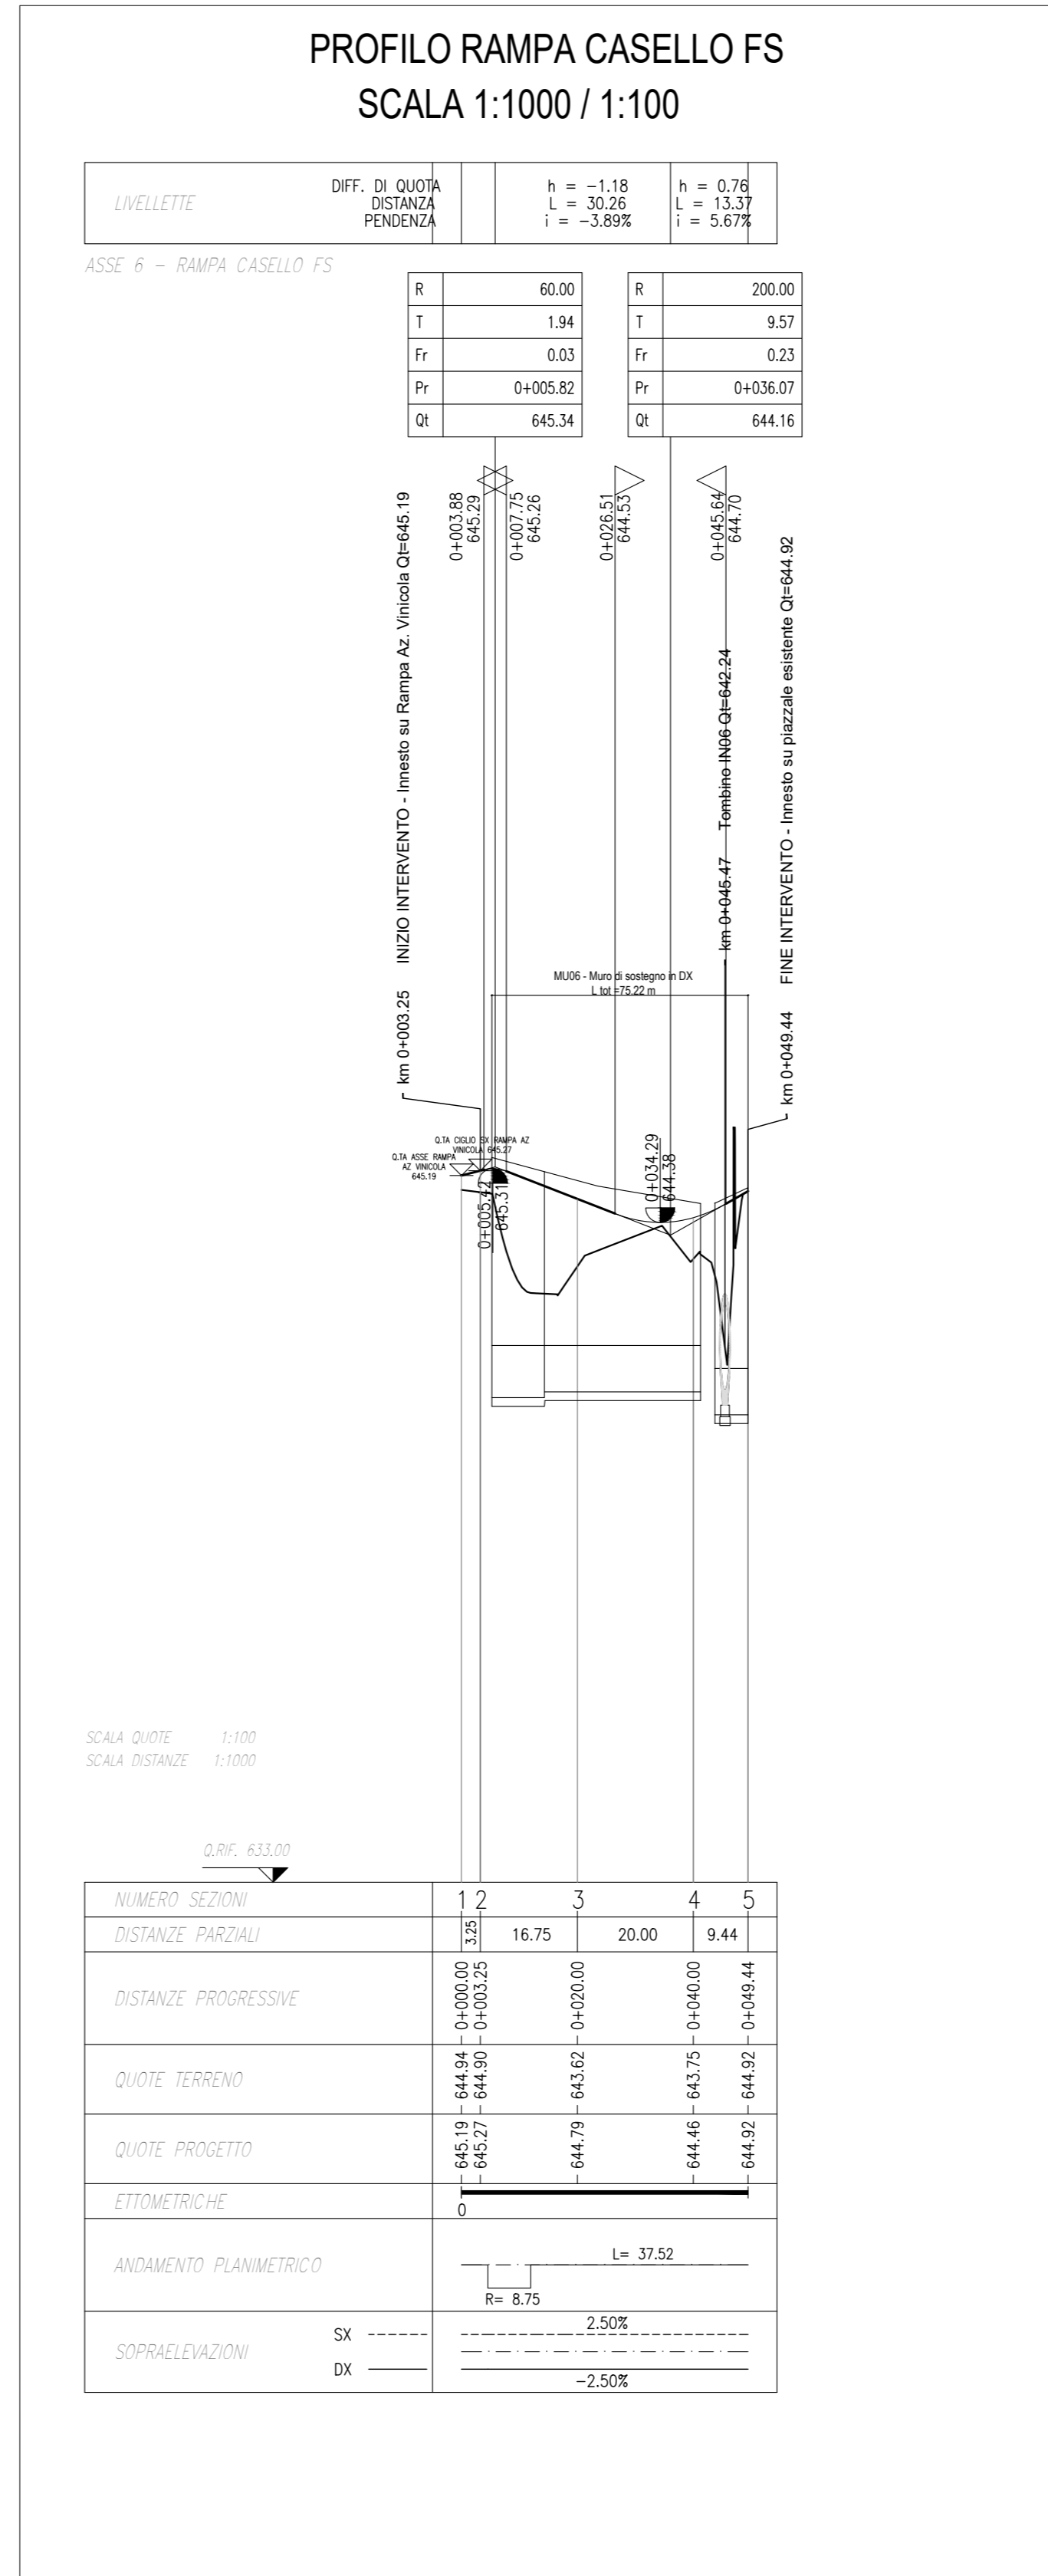 PROFILO RAMPA CASELLO FS
SCALA 1:1000 / 1:100
LIVELLETTE
DIFF. DI QUOTA
DISTANZA
PENDENZA
h = −1.18
L = 30.26
i = −3.89%
h = 0.76
L = 13.37
i = 5.67%
ASSE 6 − RAMPA CASELLO FS
R 60.00
T 1.94
Fr 0.03
Pr 0+005.82
Qt 645.34
R 200.00
T 9.57
Fr 0.23
Pr 0+036.07
Qt 644.16
0+003.88
645.29
0+007.75
645.26
0+026.51
644.53
0+045.64
644.70
km 0+003.25 INIZIO INTERVENTO - Innesto su Rampa Az. Vinicola Qt=645.19
km 0+045.47 Tombino IN06 Qt=642.24
km 0+049.44 FINE INTERVENTO - Innesto su piazzale esistente Qt=644.92
MU06 - Muro di sostegno in DX
L tot =75.22 m
Q.TA CIGLIO SX RAMPA AZ
VINICOLA 645.27
Q.TA ASSE RAMPA
AZ VINICOLA
645.19
0+005.42
645.31
0+034.29
644.38
SCALA QUOTE 1:100
SCALA DISTANZE 1:1000
Q.RIF. 633.00
NUMERO SEZIONI 1 2 3 4 5
DISTANZE PARZIALI 3.25 16.75 20.00 9.44
DISTANZE PROGRESSIVE 0+000.00 0+003.25 0+020.00 0+040.00 0+049.44
QUOTE TERRENO 644.94 644.90 643.62 643.75 644.92
QUOTE PROGETTO 645.19 645.27 644.79 644.46 644.92
ETTOMETRICHE 0
ANDAMENTO PLANIMETRICO
L= 37.52
R= 8.75
SOPRAELEVAZIONI
SX
DX
2.50%
−2.50%